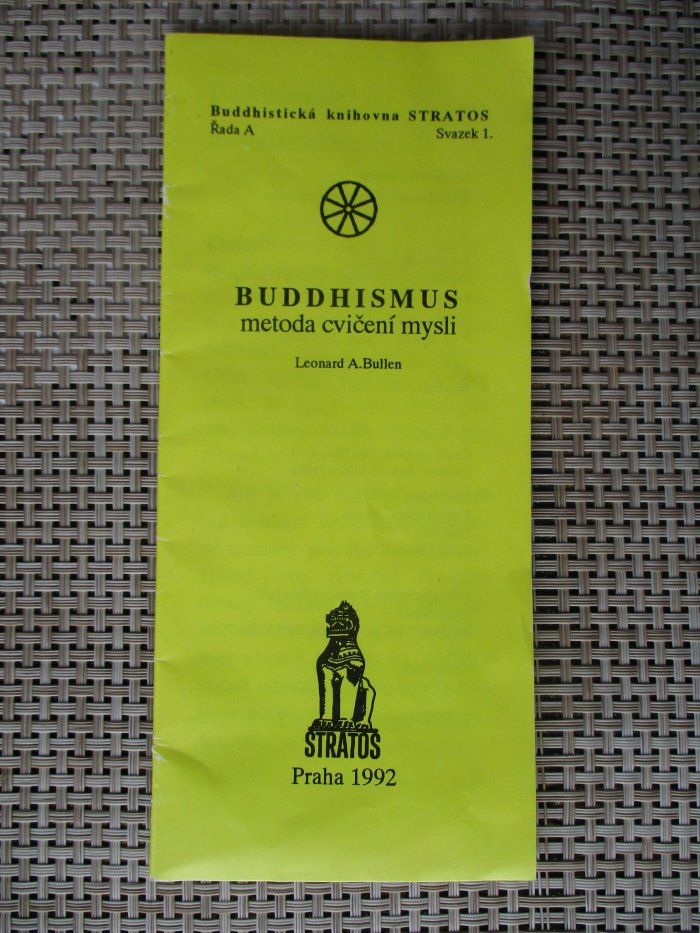 Buddhistická knihovna STRATOS
Řada A Svazek 1.
BUDDHISMUS
metoda cvičení mysli
Leonard A.Bullen
STRATOS
Praha 1992